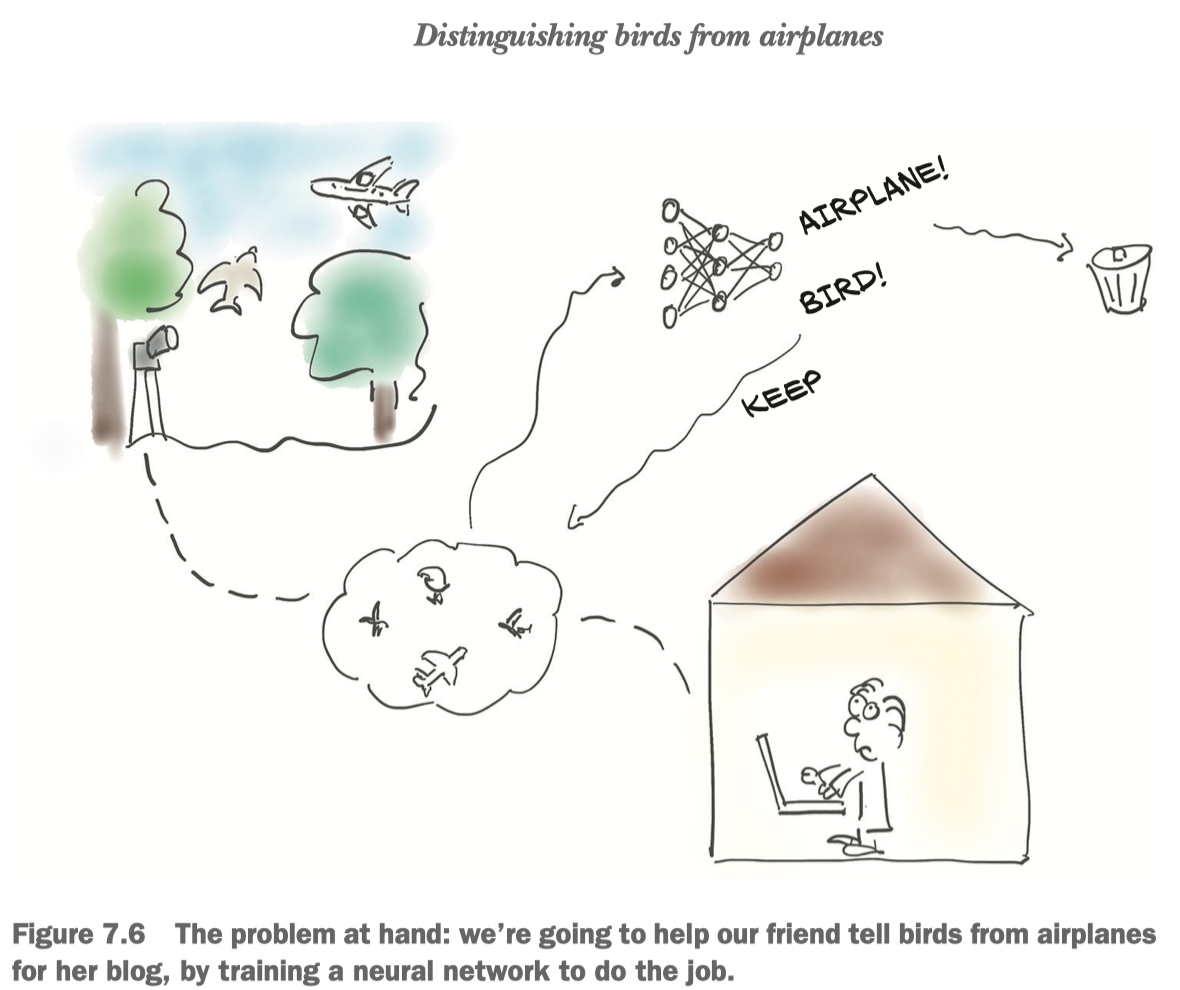 Distinguishing birds from airplanes
AIRPLANE!
BIRD!
KEEP
Figure 7.6 The problem at hand: we’re going to help our friend tell birds from airplanes
for her blog, by training a neural network to do the job.